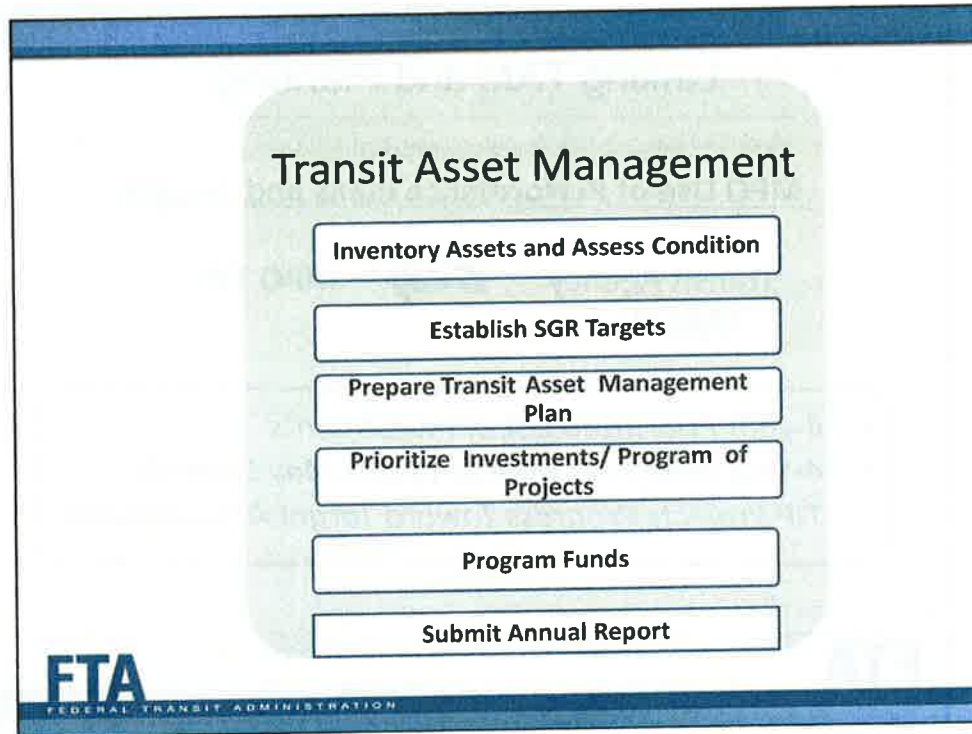 Transit Asset Management
Inventory Assets and Assess Condition
Establish SGR Targets
Prepare Transit Asset Management
Plan
Prioritize Investments/ Program of
Projects
Program Funds
Submit Annual Report
FTA
FEDERAL TRANSIT ADMINISTRATION